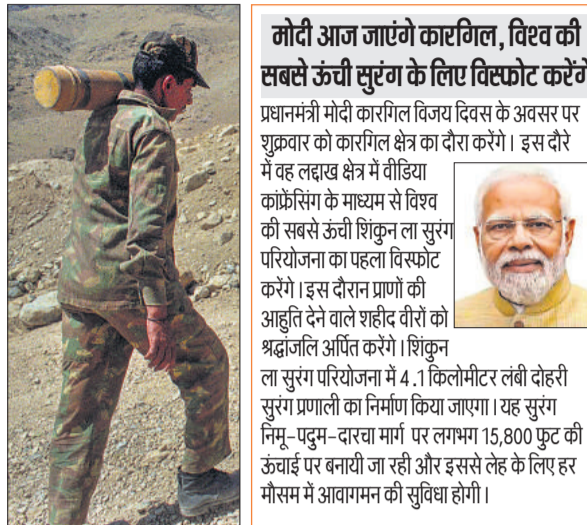 मोदी आज जाएंगे कारगिल, विश्व की
सबसे ऊंची सुरंग के लिए विस्फोट करेंगे
प्रधानमंत्री मोदी कारगिल विजय दिवस के अवसर पर
शुक्रवार को कारगिल क्षेत्र का दौरा करेंगे। इस दौरे
में वह लद्दाख क्षेत्र में वीडिया
कांफ्रेंसिंग के माध्यम से विश्व
की सबसे ऊंची शिंकुन ला सुरंग
परियोजना का पहला विस्फोट
करेंगे। इस दौरान प्राणों की
आहुति देने वाले शहीद वीरों को
श्रद्धांजलि अर्पित करेंगे। शिंकुन
ला सुरंग परियोजना में 4.1 किलोमीटर लंबी दोहरी
सुरंग प्रणाली का निर्माण किया जाएगा। यह सुरंग
निमू-पदुम-दारचा मार्ग पर लगभग 15,800 फुट की
ऊंचाई पर बनायी जा रही और इससे लेह के लिए हर
मौसम में आवागमन की सुविधा होगी।